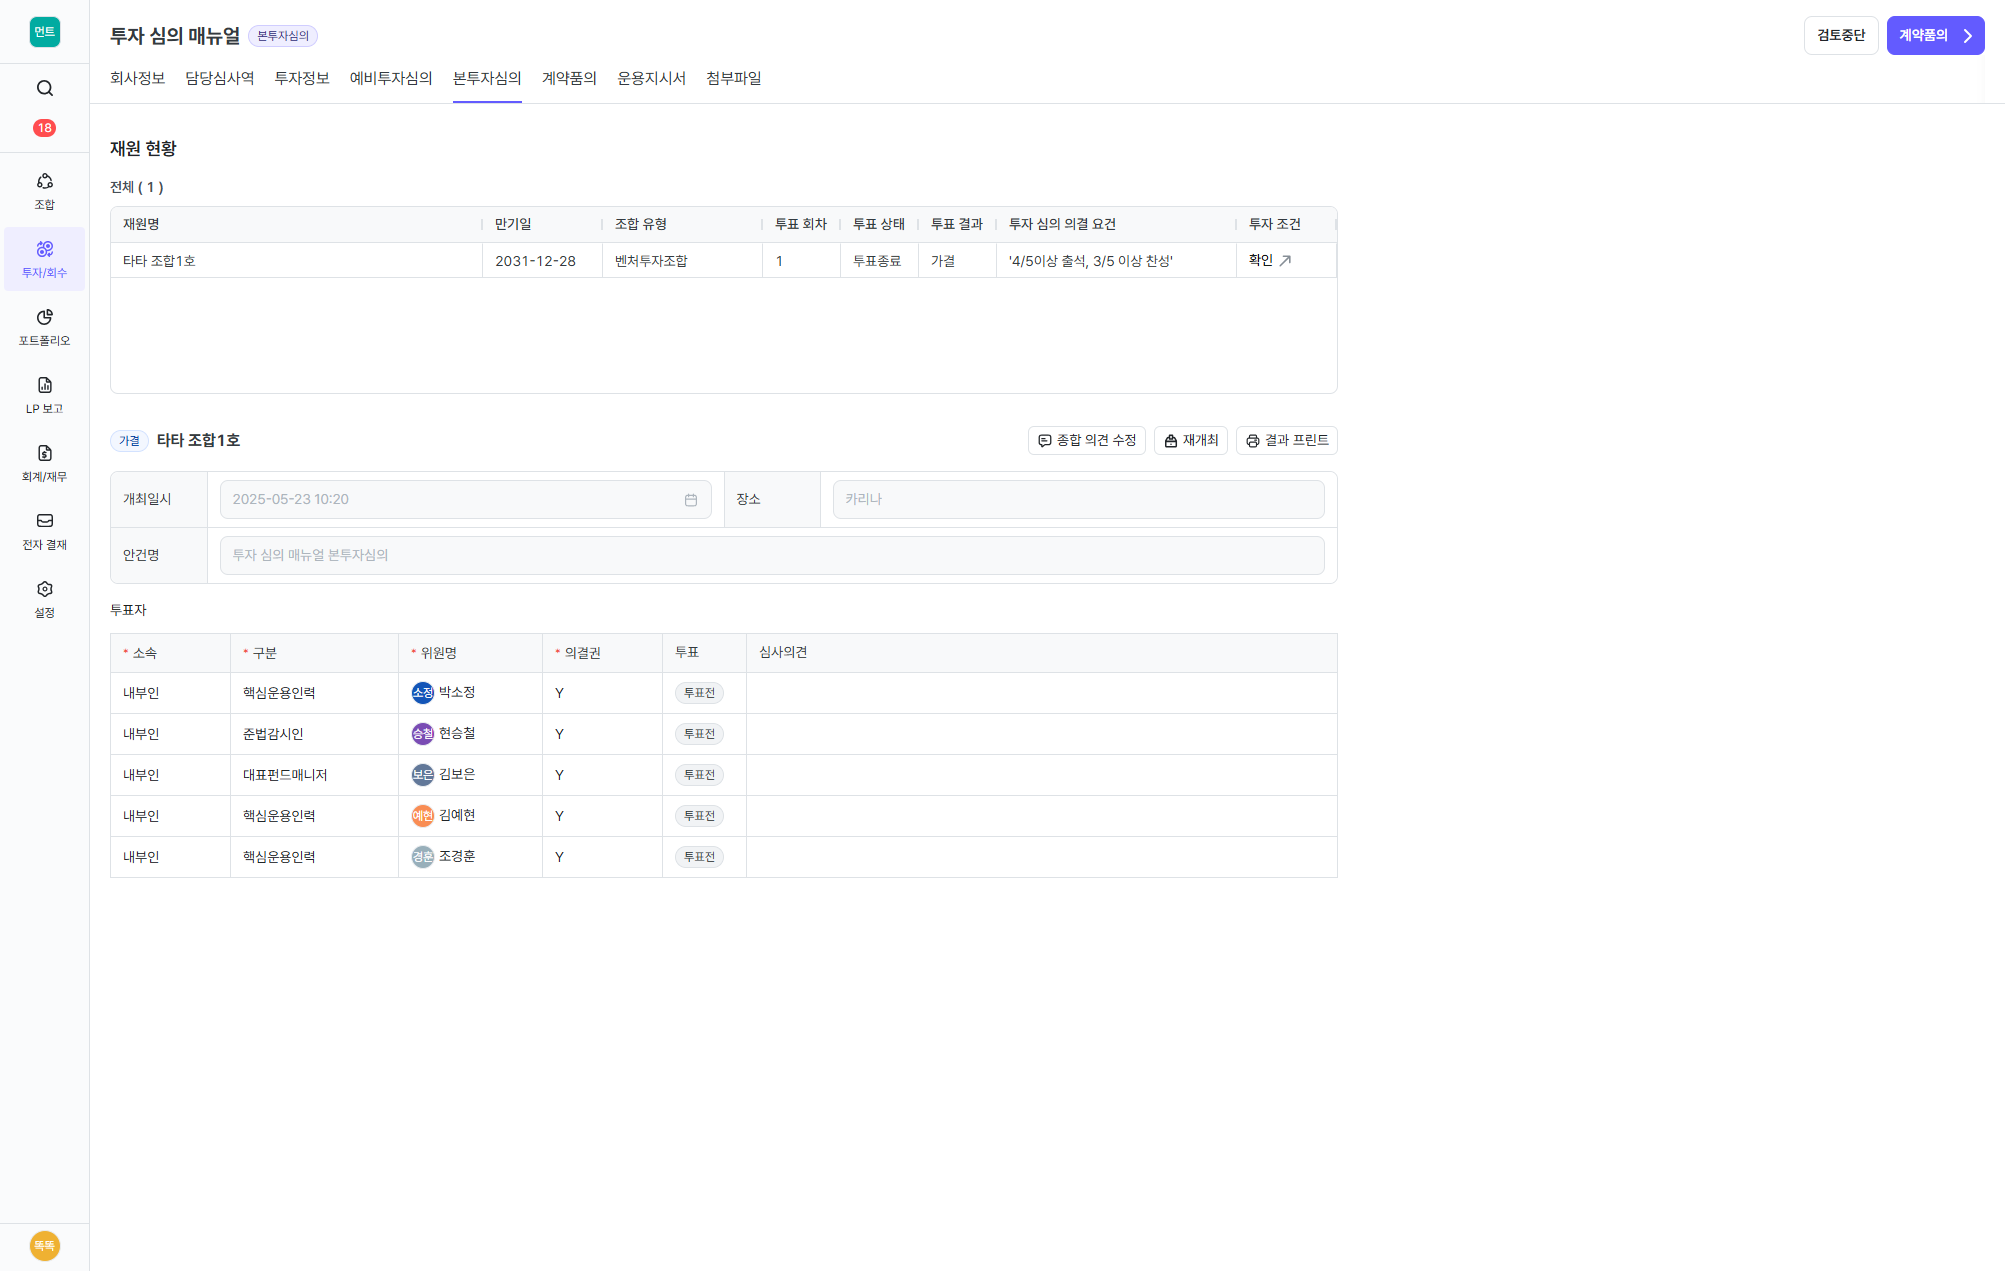 먼트
18
조합
투자/회수
포트폴리오
LP 보고
회계/재무
전자 결재
설정
똑똑
투자 심의 매뉴얼 본투자심의
검토중단 계약품의
회사정보 담당심사역 투자정보 예비투자심의 본투자심의 계약품의 운용지시서 첨부파일
재원 현황
전체 ( 1 )
재원명 만기일 조합 유형 투표 회차 투표 상태 투표 결과 투자 심의 의결 요건 투자 조건
타타 조합1호 2031-12-28 벤처투자조합 1 투표종료 가결 '4/5이상 출석, 3/5 이상 찬성' 확인
가결 타타 조합1호 종합 의견 수정 재개최 결과 프린트
개최일시 2025-05-23 10:20 장소 카리나
안건명 투자 심의 매뉴얼 본투자심의
투표자
* 소속 * 구분 * 위원명 * 의결권 투표 심사의견
내부인 핵심운용인력 소정 박소정 Y 투표전
내부인 준법감시인 승철 현승철 Y 투표전
내부인 대표펀드매니저 보은 김보은 Y 투표전
내부인 핵심운용인력 예현 김예현 Y 투표전
내부인 핵심운용인력 경훈 조경훈 Y 투표전